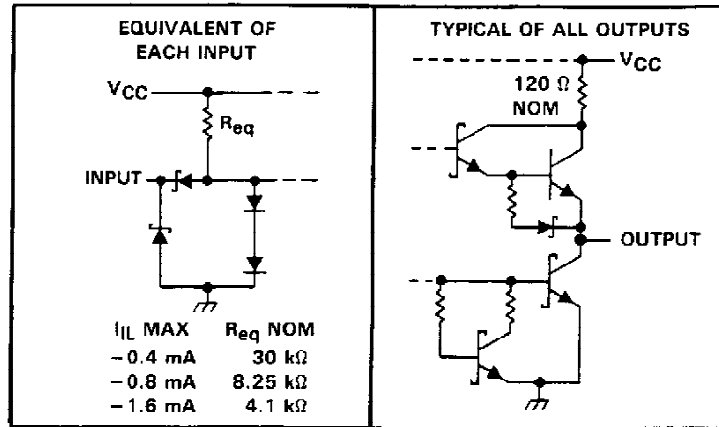 EQUIVALENT OF
EACH INPUT
VCC
Req
INPUT
IIL MAX Req NOM
−0.4 mA 30 kΩ
−0.8 mA 8.25 kΩ
−1.6 mA 4.1 kΩ
TYPICAL OF ALL OUTPUTS
VCC
120 Ω
NOM
OUTPUT